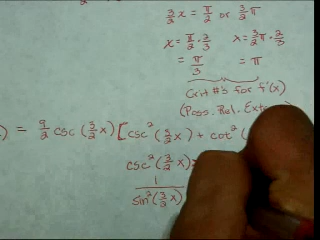 3/2 x = π/2 or 3/2 π
x = π/2 · 2/3   x = 3/2 π · 2/3
= π/3   = π
Crit #'s for f'(x)
(Poss. Rel. Extr
) = 9/2 csc (3/2 x) [csc² (3/2 x) + cot² (
csc² (3/2 x)
1 / sin² (3/2 x)